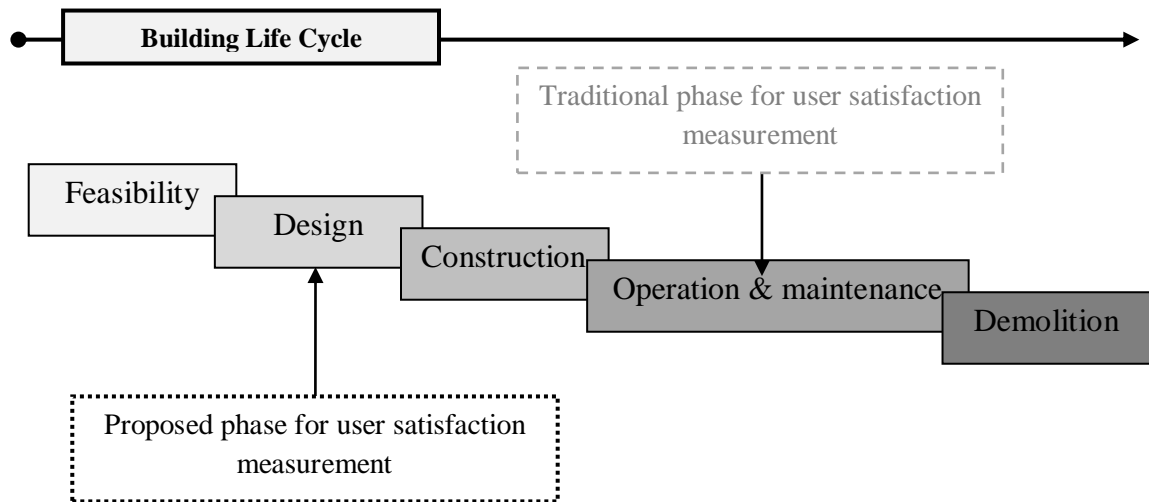 Building Life Cycle
Traditional phase for user satisfaction
measurement
Feasibility
Design
Construction
Operation & maintenance
Demolition
Proposed phase for user satisfaction
measurement